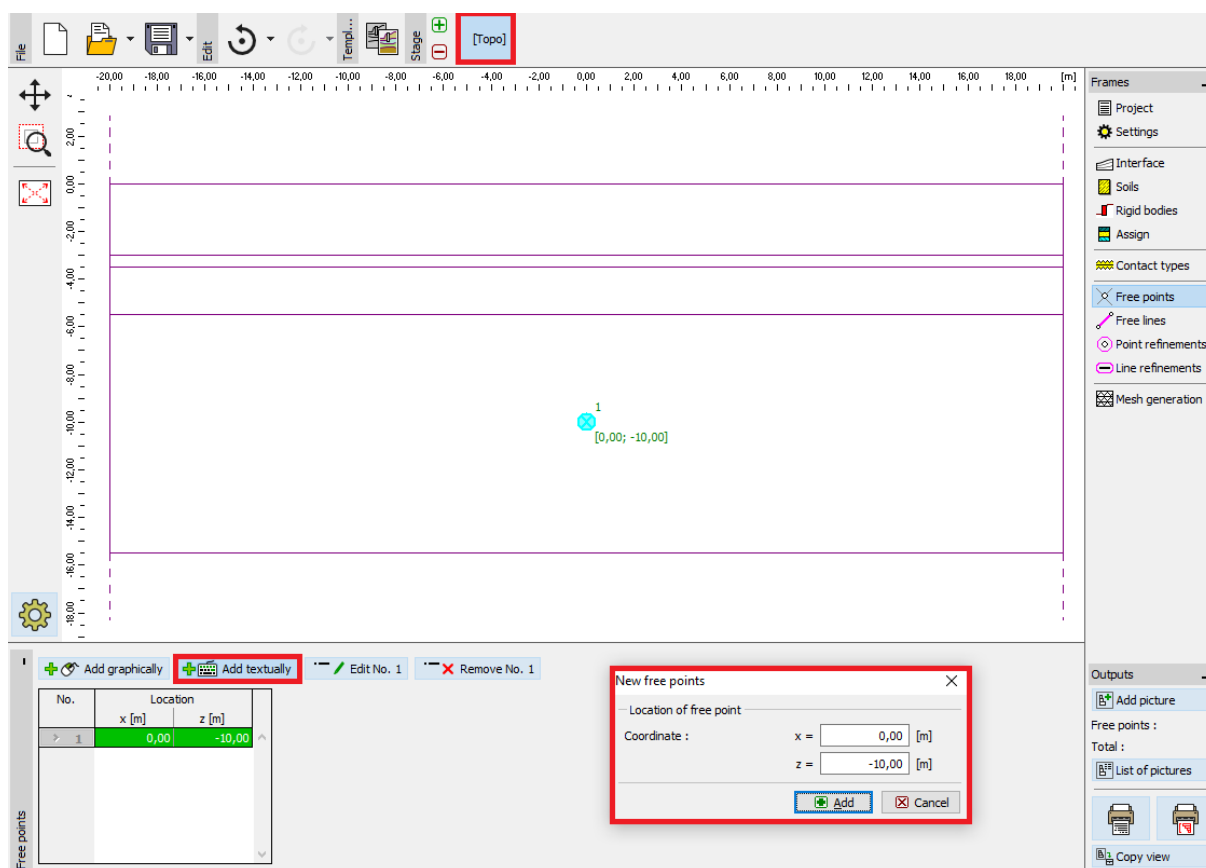 File
Edit
Templ...
Stage
[Topo]
-20,00 -18,00 -16,00 -14,00 -12,00 -10,00 -8,00 -6,00 -4,00 -2,00 0,00 2,00 4,00 6,00 8,00 10,00 12,00 14,00 16,00 18,00 [m]
2,00
0,00
-2,00
-4,00
-6,00
-8,00
-10,00
-12,00
-14,00
-16,00
-18,00
1
[0,00; -10,00]
Frames
Project
Settings
Interface
Soils
Rigid bodies
Assign
Contact types
Free points
Free lines
Point refinements
Line refinements
Mesh generation
Free points
Add graphically Add textually Edit No. 1 Remove No. 1
No. Location
x [m] z [m]
> 1 0,00 -10,00
New free points
Location of free point
Coordinate : x = 0,00 [m]
z = -10,00 [m]
Add Cancel
Outputs
Add picture
Free points :
Total :
List of pictures
Copy view